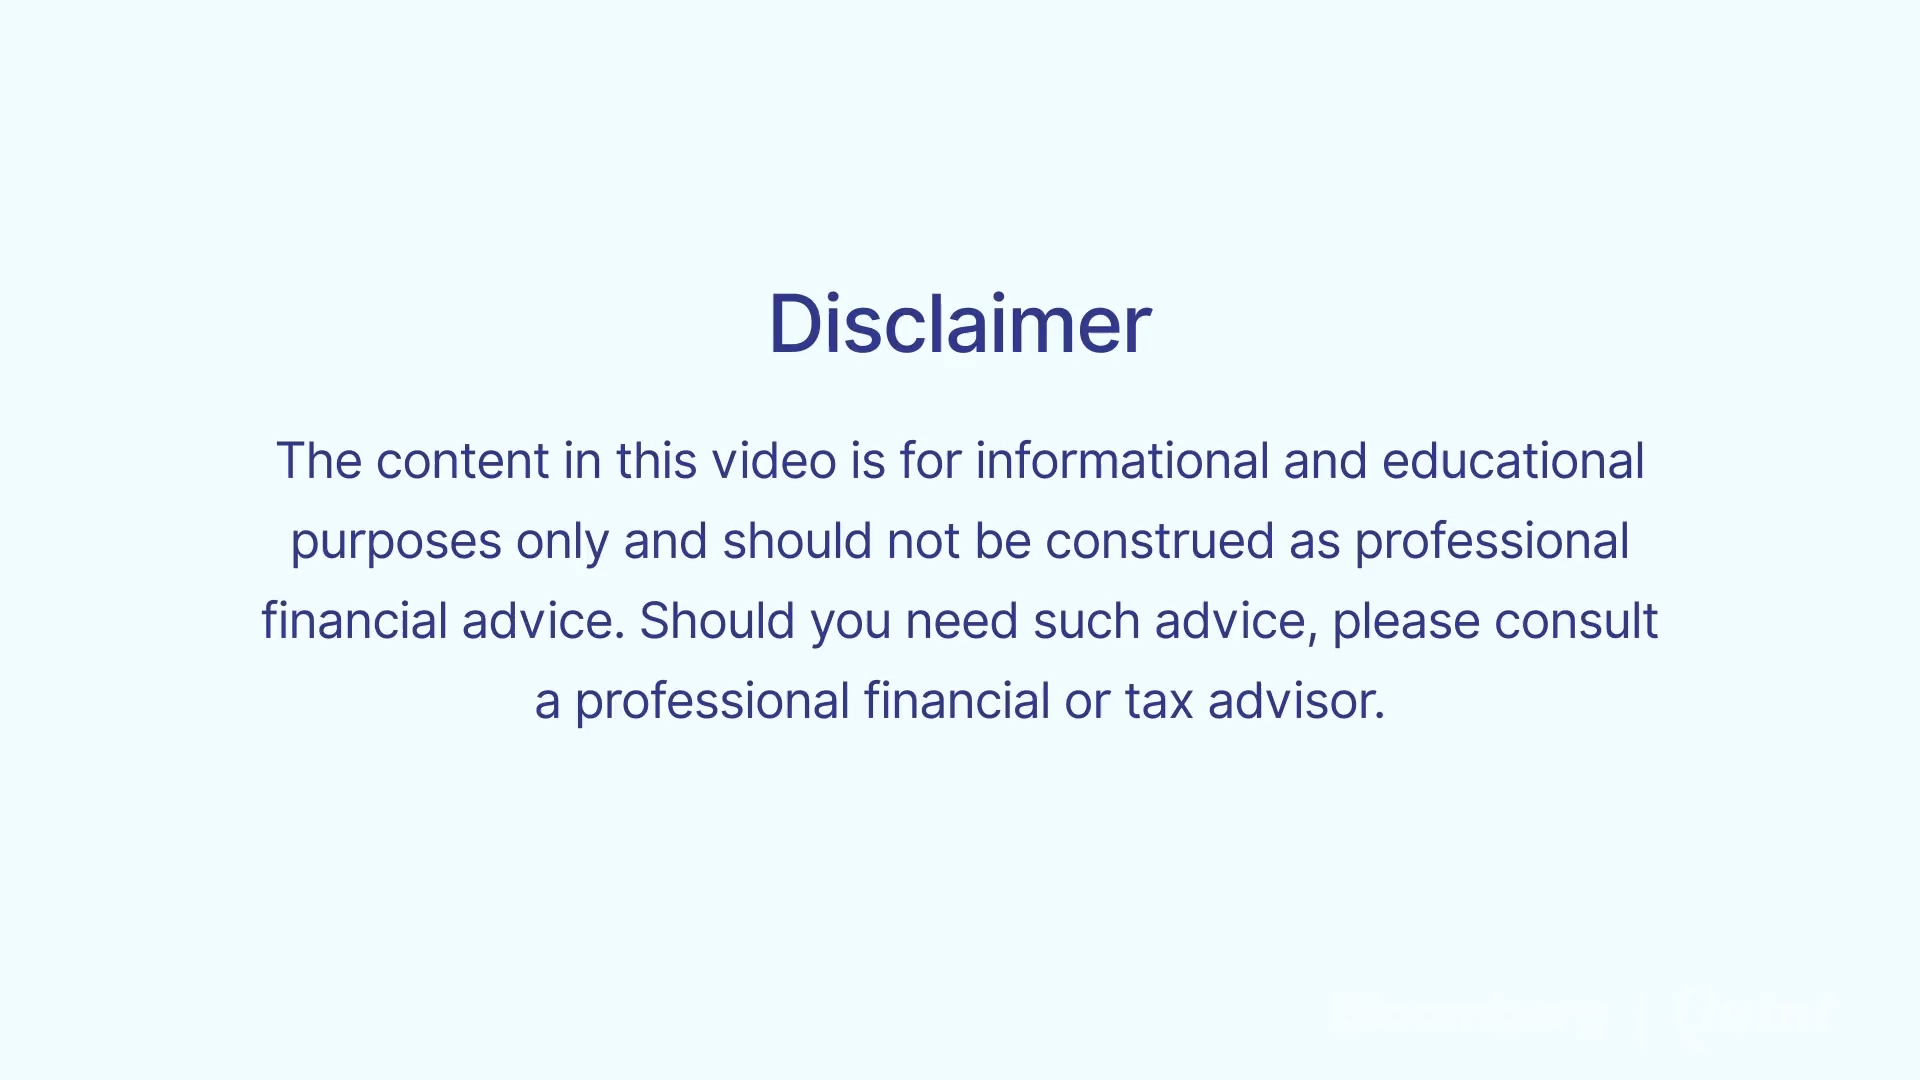 Disclaimer
The content in this video is for informational and educational
purposes only and should not be construed as professional
financial advice. Should you need such advice, please consult
a professional financial or tax advisor.